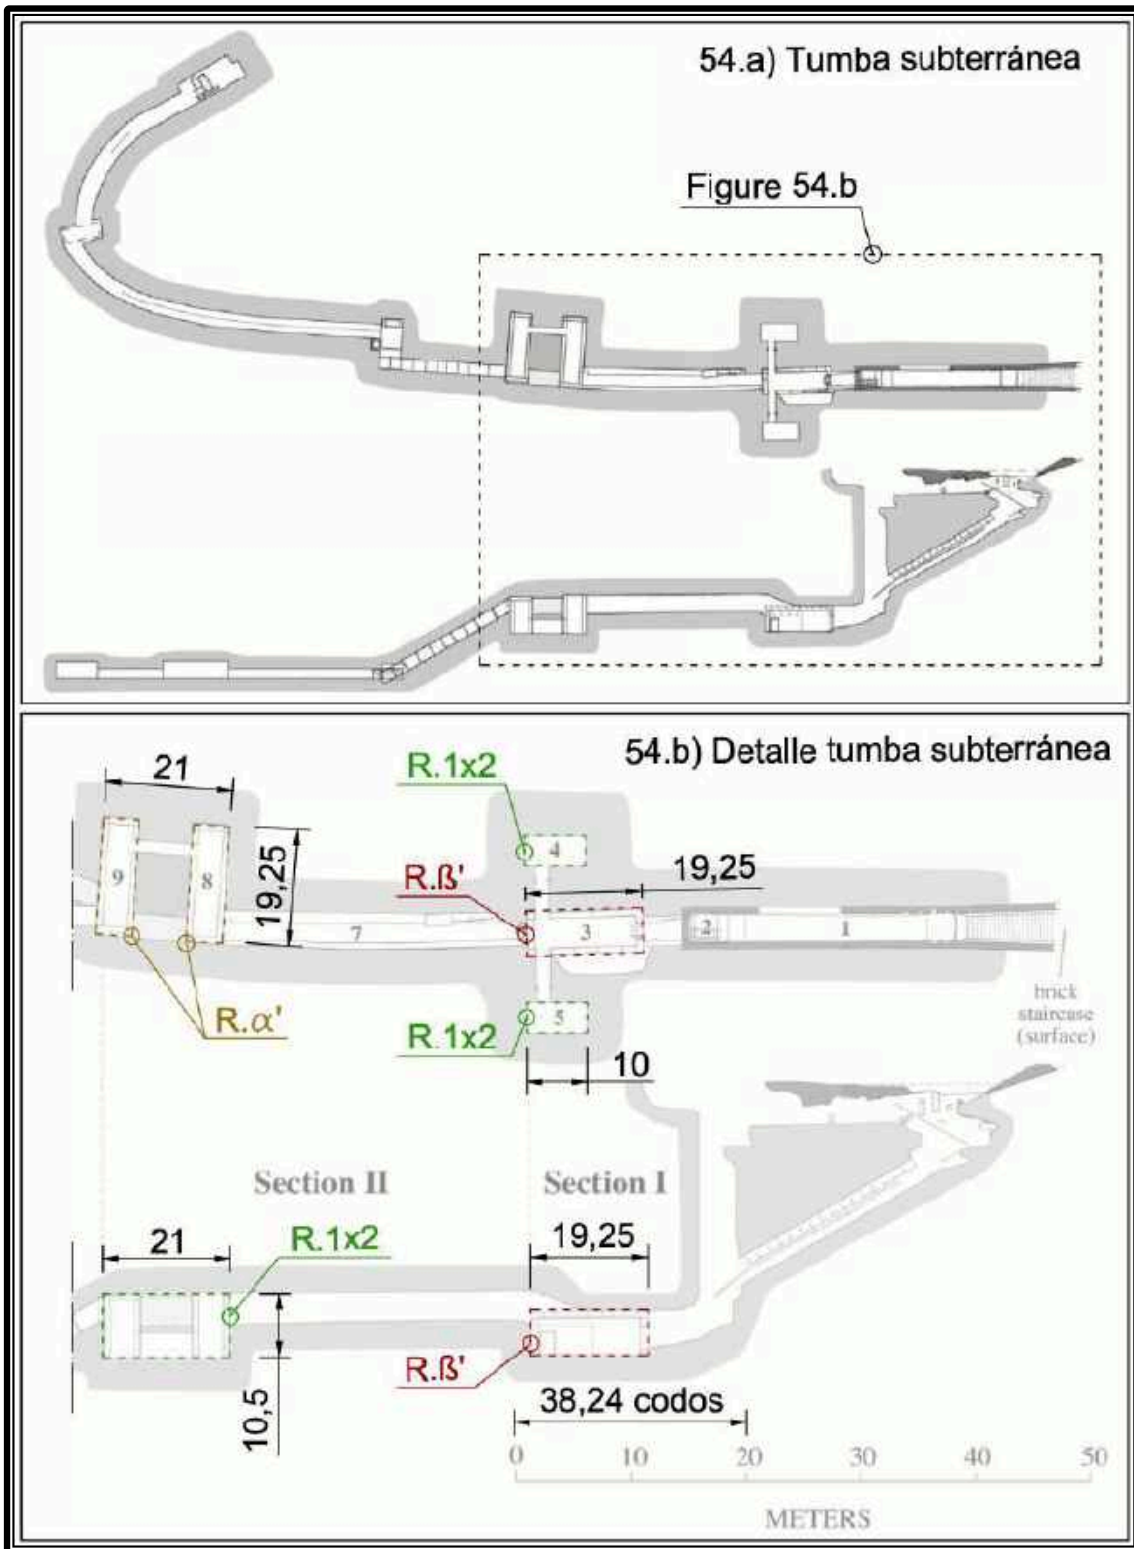 54.a) Tumba subterránea
Figure 54.b
54.b) Detalle tumba subterránea
21
R.1x2
19,25
R.ß'
19,25
9
8
7
4
3
2
1
5
R.α'
R.1x2
10
brick
staircase
(surface)
Section II
Section I
21
R.1x2
19,25
R.ß'
10,5
38,24 codos
0
10
20
30
40
50
METERS